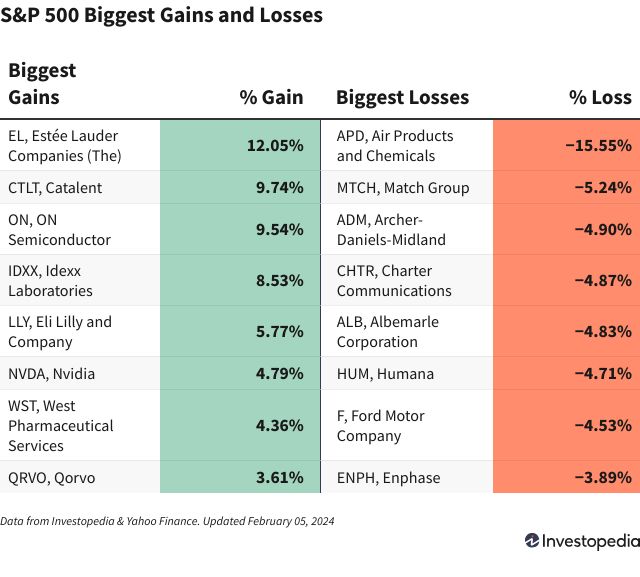 S&P 500 Biggest Gains and Losses
Biggest
Gains
% Gain
Biggest Losses
% Loss
EL, Estée Lauder
Companies (The)
12.05%
APD, Air Products
and Chemicals
−15.55%
CTLT, Catalent
9.74%
MTCH, Match Group
−5.24%
ON, ON
Semiconductor
9.54%
ADM, Archer-
Daniels-Midland
−4.90%
IDXX, Idexx
Laboratories
8.53%
CHTR, Charter
Communications
−4.87%
LLY, Eli Lilly and
Company
5.77%
ALB, Albemarle
Corporation
−4.83%
NVDA, Nvidia
4.79%
HUM, Humana
−4.71%
WST, West
Pharmaceutical
Services
4.36%
F, Ford Motor
Company
−4.53%
QRVO, Qorvo
3.61%
ENPH, Enphase
−3.89%
Data from Investopedia & Yahoo Finance. Updated February 05, 2024
Investopedia